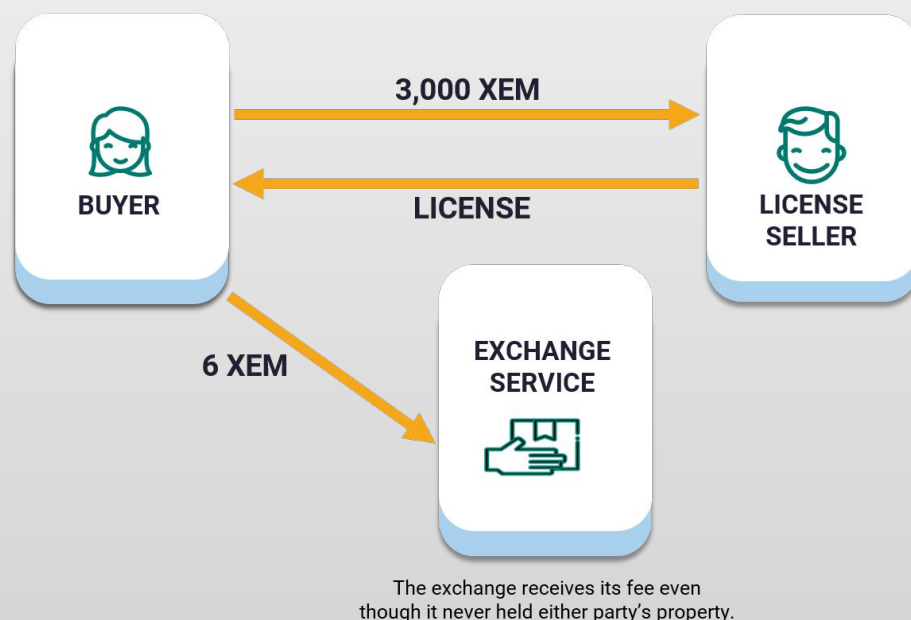 3,000 XEM
BUYER
LICENSE
LICENSE
SELLER
6 XEM
EXCHANGE
SERVICE
The exchange receives its fee even
though it never held either party's property.